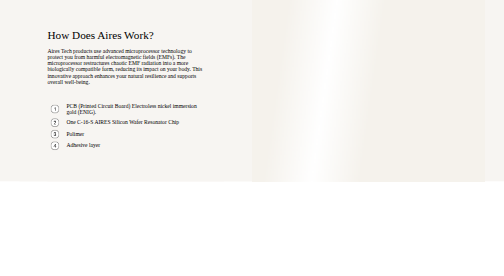 How Does Aires Work?
Aires Tech products use advanced microprocessor technology to
protect you from harmful electromagnetic fields (EMFs). The
microprocessor restructures chaotic EMF radiation into a more
biologically compatible form, reducing its impact on your body. This
innovative approach enhances your natural resilience and supports
overall well-being.
1 PCB (Printed Circuit Board) Electroless nickel immersion
gold (ENIG).
2 One C-16-S AIRES Silicon Wafer Resonator Chip
3 Polimer
4 Adhesive layer